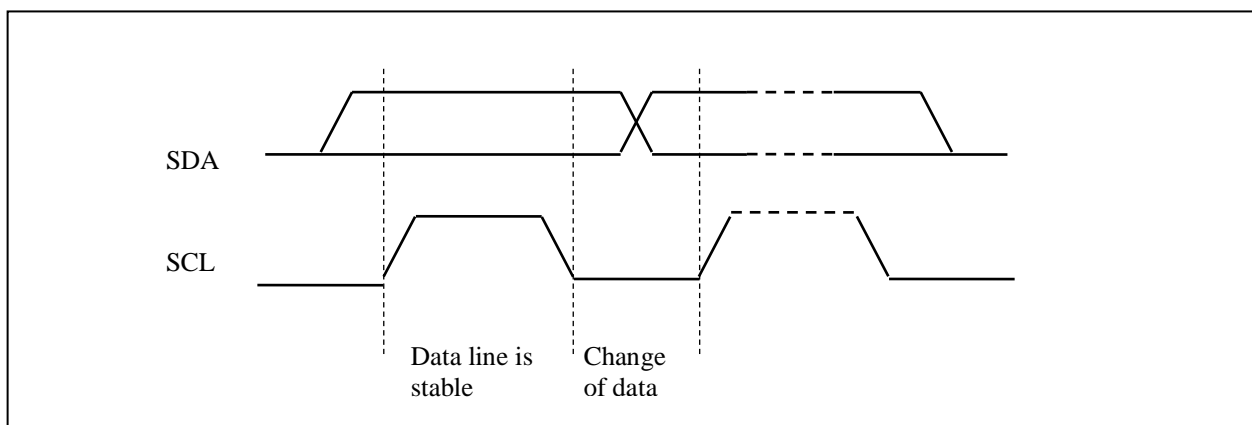 SDA
SCL
Data line is
stable
Change
of data